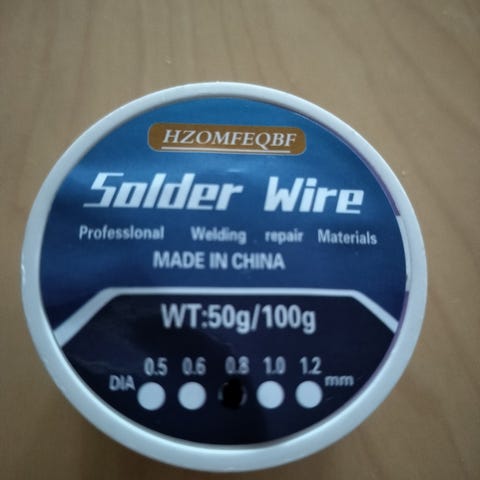 HZOMFEQBF
Solder Wire
Professlonal Welding repair Materials
MADE IN CHINA
WT:50g/100g
0.5 0.6 0.8 1.0 1.2
DIA mm